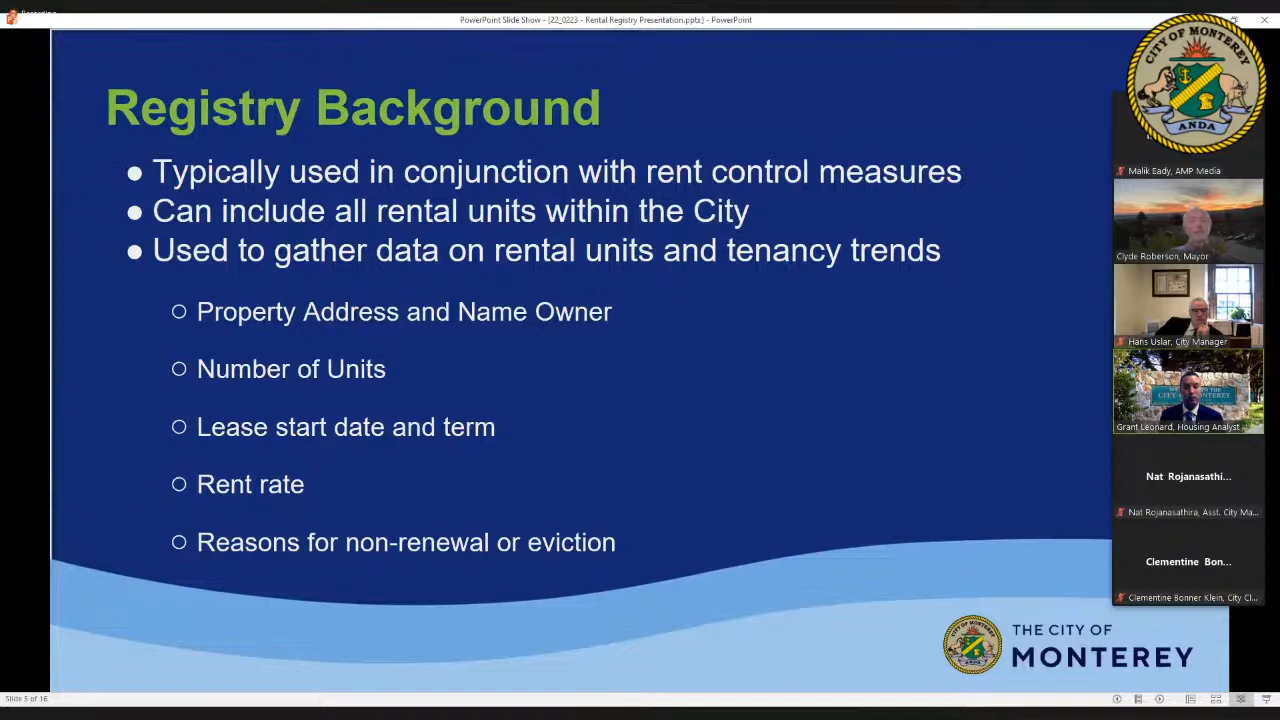 PowerPoint Slide Show - [22_0223 - Rental Registry Presentation.pptx] - PowerPoint
CITY OF MONTEREY
ANDA
Registry Background
● Typically used in conjunction with rent control measures
● Can include all rental units within the City
● Used to gather data on rental units and tenancy trends
○ Property Address and Name Owner
○ Number of Units
○ Lease start date and term
○ Rent rate
○ Reasons for non-renewal or eviction
Malik Eady, AMP Media
Clyde Roberson, Mayor
Hans Uslar, City Manager
Grant Leonard, Housing Analyst
Nat Rojanasathi...
Nat Rojanasathira, Asst. City Ma...
Clementine Bon...
Clementine Bonner Klein, City Cl...
THE CITY OF
MONTEREY
Slide 3 of 16